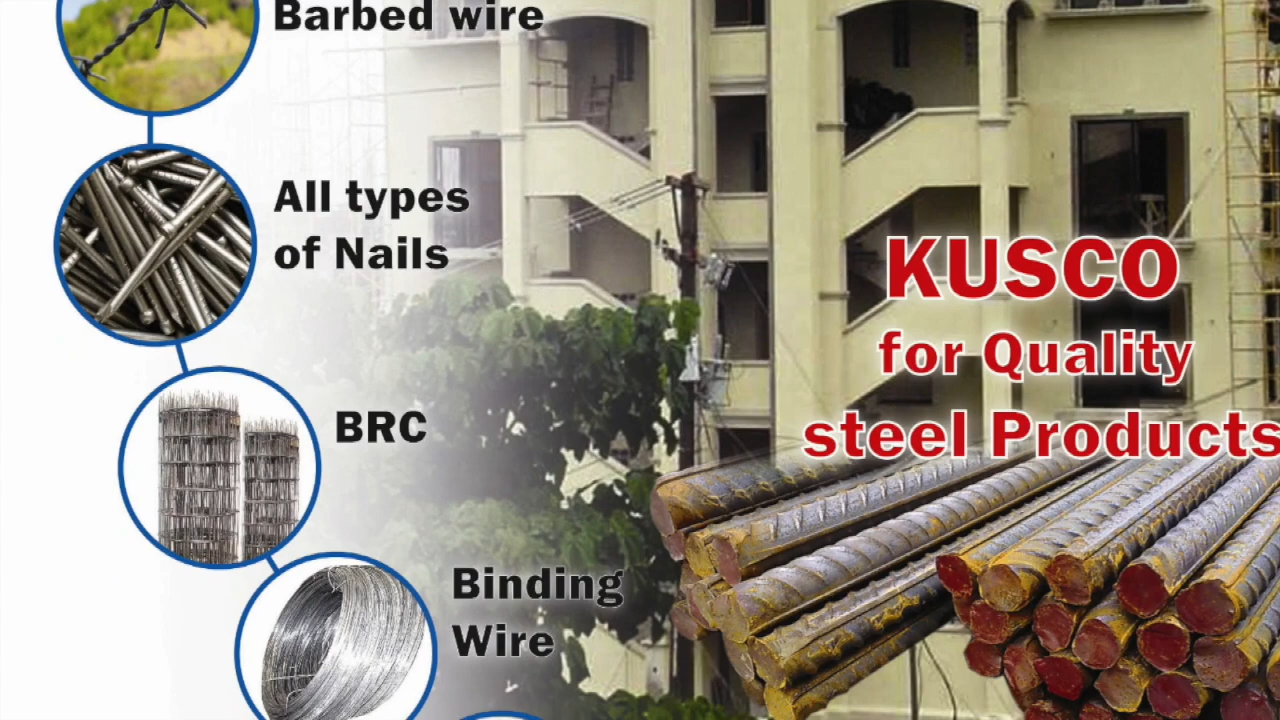 Barbed wire
All types
of Nails
BRC
Binding
Wire
KUSCO
for Quality
steel Products